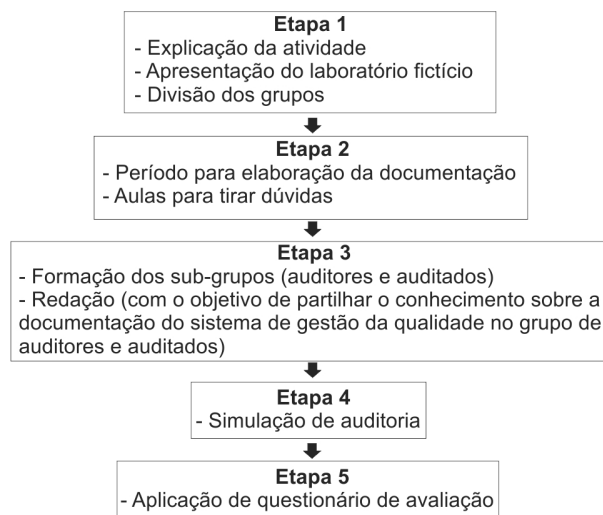 Etapa 1
- Explicação da atividade
- Apresentação do laboratório fictício
- Divisão dos grupos
Etapa 2
- Período para elaboração da documentação
- Aulas para tirar dúvidas
Etapa 3
- Formação dos sub-grupos (auditores e auditados)
- Redação (com o objetivo de partilhar o conhecimento sobre a
documentação do sistema de gestão da qualidade no grupo de
auditores e auditados)
Etapa 4
- Simulação de auditoria
Etapa 5
- Aplicação de questionário de avaliação